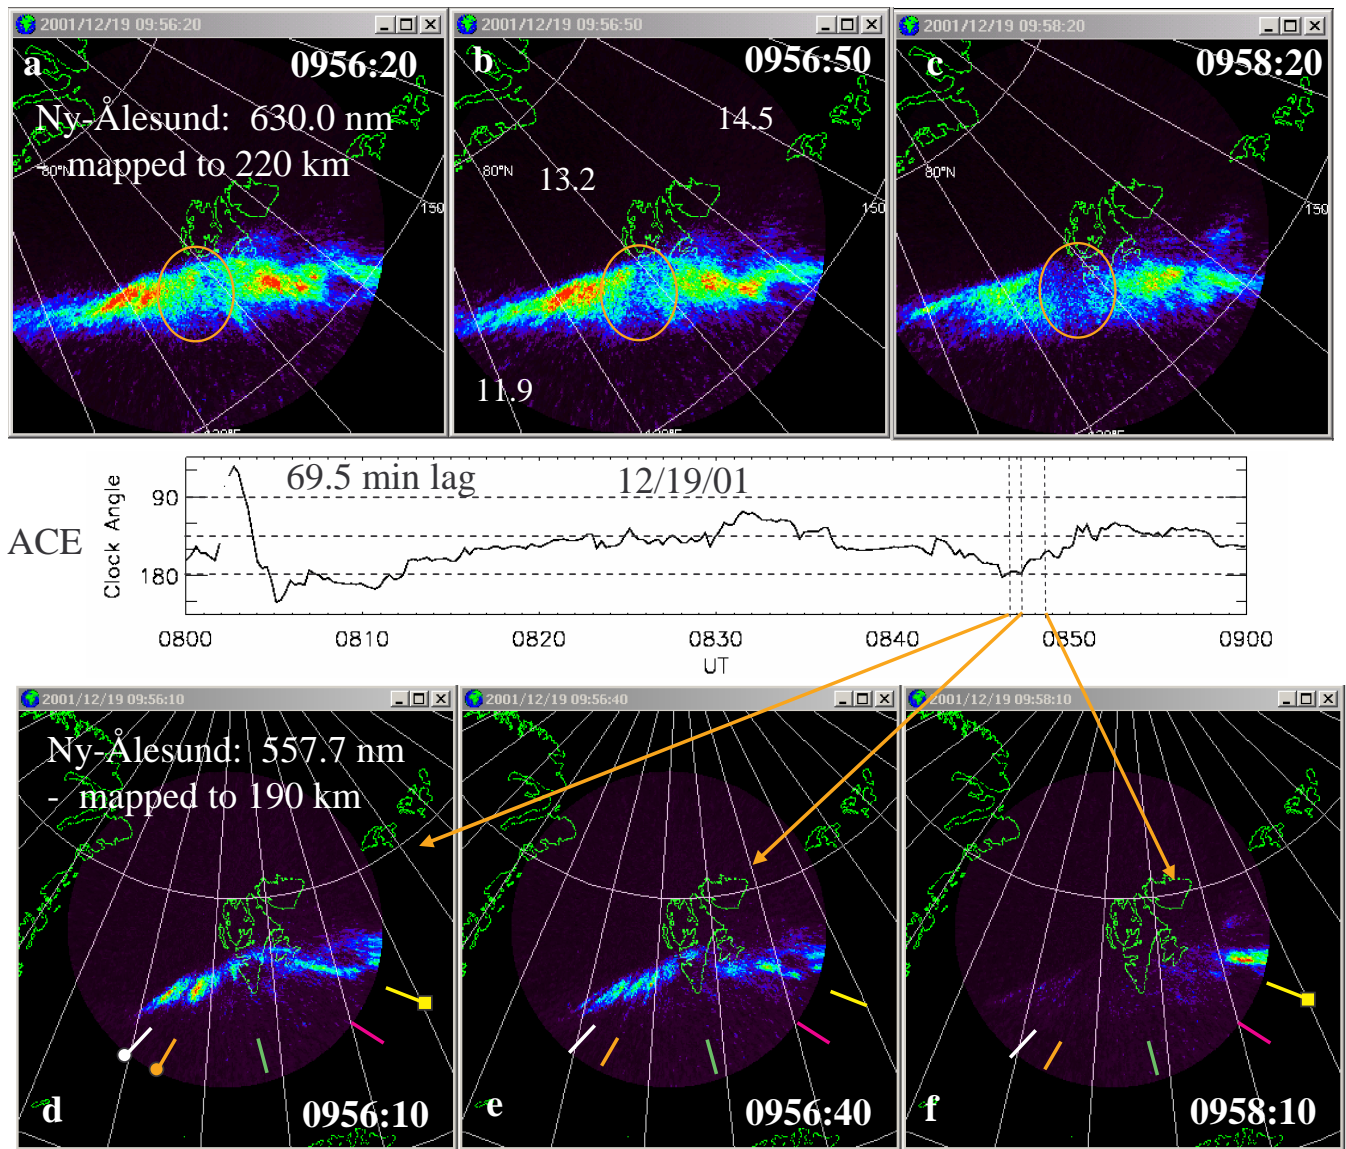 2001/12/19 09:56:20
a
0956:20
Ny-Ålesund: 630.0 nm
- mapped to 220 km
80°N
150
2001/12/19 09:56:50
b
0956:50
14.5
80°N
13.2
150
11.9
2001/12/19 09:58:20
c
0958:20
80°N
150
ACE
Clock Angle
90
180
69.5 min lag
12/19/01
0800
0810
0820
0830
0840
0850
0900
UT
2001/12/19 09:56:10
Ny-Ålesund: 557.7 nm
- mapped to 190 km
d
0956:10
2001/12/19 09:56:40
e
0956:40
2001/12/19 09:58:10
f
0958:10